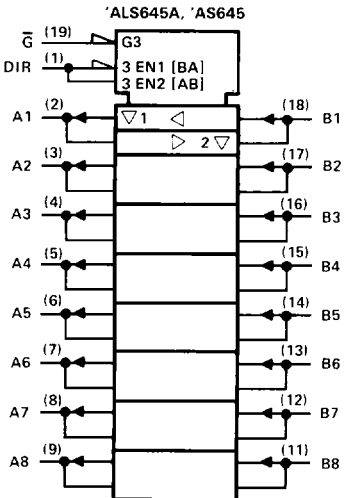 'ALS645A, 'AS645
G̅ (19) G3
DIR (1) 3 EN1 [BA]
3 EN2 [AB]
A1 (2) ▽ 1 ◁ (18) B1
▷ 2 ▽
A2 (3) (17) B2
A3 (4) (16) B3
A4 (5) (15) B4
A5 (6) (14) B5
A6 (7) (13) B6
A7 (8) (12) B7
A8 (9) (11) B8